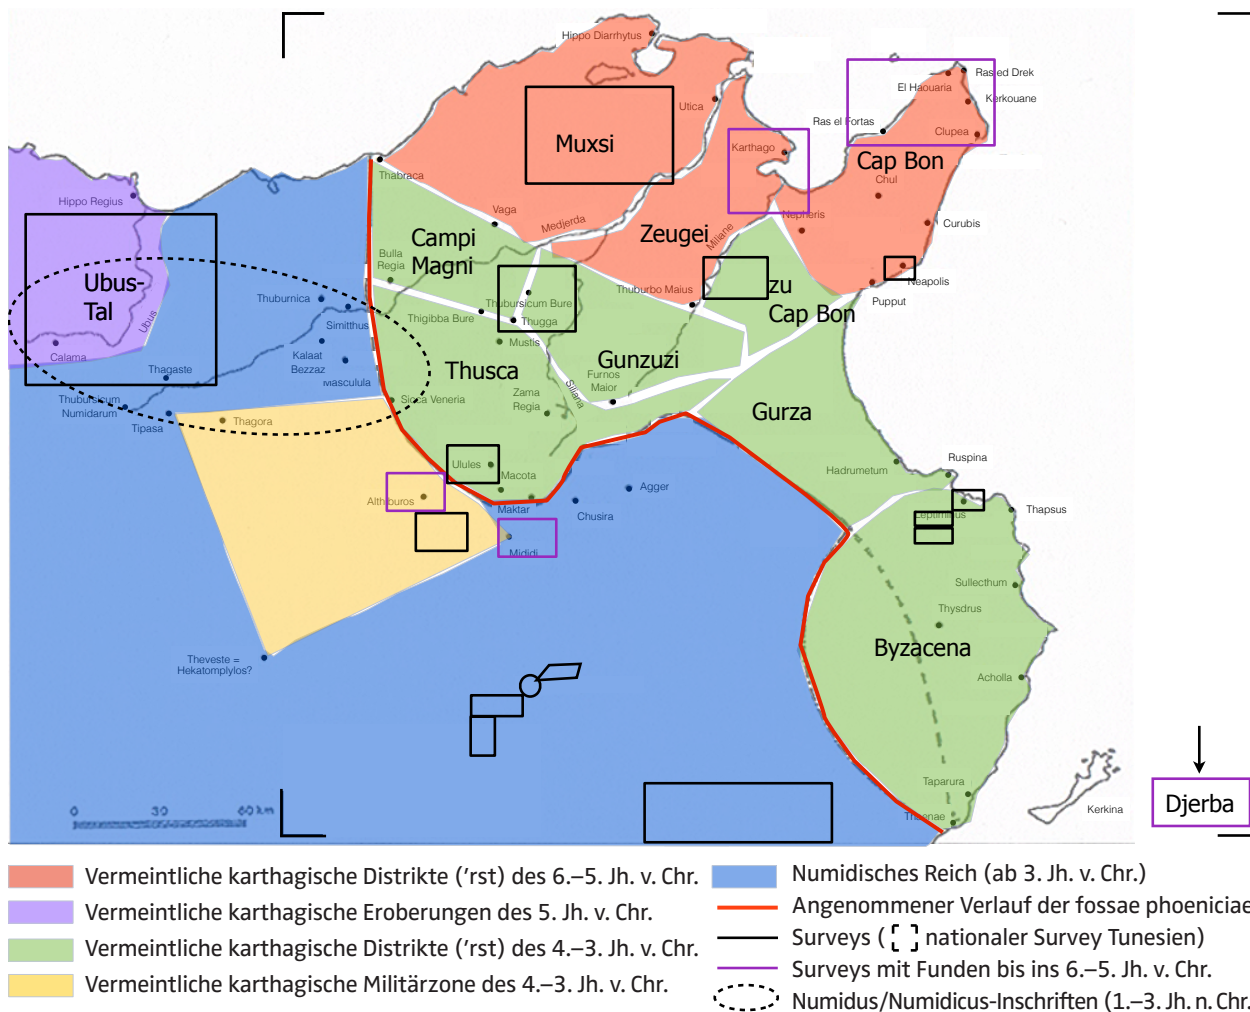 Hippo Diarrhytus
Utica
Muxsi
Karthago
El Haouaria
Ras ed Drek
Kerkouane
Ras el Fortas
Clupea
Cap Bon
Chul
Curubis
Nepheris
Neapolis
Pupput
Thabraca
Vaga
Medjerda
Zeugei
Miliane
Hippo Regius
Ubus-
Tal
Ubus
Calama
Thuburnica
Simitthus
Kalaat
Bezzaz
Masculula
Thagaste
Thubursicum
Numidarum
Tipasa
Thagora
Campi
Magni
Bulla
Regia
Thubursicum Bure
Thigibba Bure
Thugga
Mustis
Thusca
Thuburbo Maius
zu
Cap Bon
Gunzuzi
Furnos
Maior
Siliana
Zama
Regia
Sicca Veneria
Gurza
Ulules
Macota
Maktar
Althiburos
Mididi
Chusira
Agger
Hadrumetum
Ruspina
Leptiminus
Thapsus
Sullecthum
Thysdrus
Byzacena
Acholla
Theveste =
Hekatomplylos?
Taparura
Thaenae
Kerkina
Djerba
0 30 60 km
Vermeintliche karthagische Distrikte ('rst) des 6.–5. Jh. v. Chr.
Vermeintliche karthagische Eroberungen des 5. Jh. v. Chr.
Vermeintliche karthagische Distrikte ('rst) des 4.–3. Jh. v. Chr.
Vermeintliche karthagische Militärzone des 4.–3. Jh. v. Chr.
Numidisches Reich (ab 3. Jh. v. Chr.)
Angenommener Verlauf der fossae phoeniciae
Surveys ( nationaler Survey Tunesien)
Surveys mit Funden bis ins 6.–5. Jh. v. Chr.
Numidus/Numidicus-Inschriften (1.–3. Jh. n. Chr.